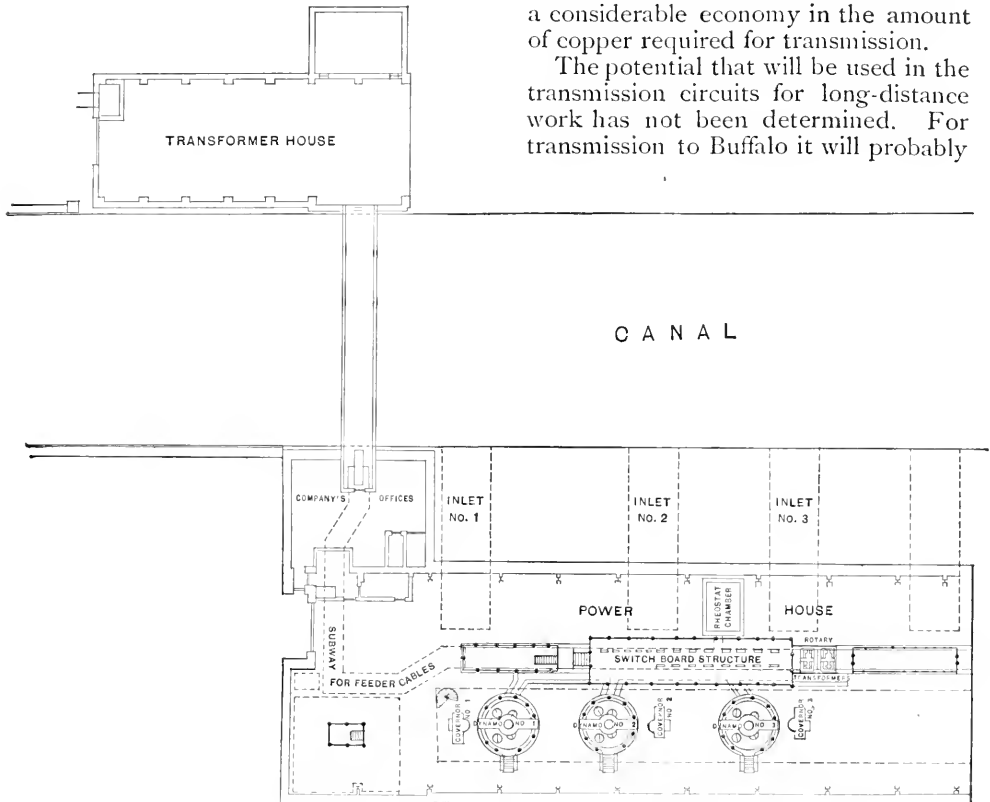 a considerable economy in the amount
of copper required for transmission.
The potential that will be used in the
transmission circuits for long-distance
work has not been determined. For
transmission to Buffalo it will probably
TRANSFORMER HOUSE
CANAL
COMPANY'S OFFICES
INLET
No. 1
INLET
No. 2
INLET
No. 3
POWER HOUSE
RHEOSTAT
CHAMBER
SUBWAY
FOR FEEDER CABLES
SWITCH BOARD STRUCTURE
ROTARY
TRANSFORMERS
GOVERNOR
NO. 1
DYNAMO NO 1
DYNAMO NO 2
GOVERNOR
NO 2
DYNAMO NO 3
GOVERNOR
NO. 3